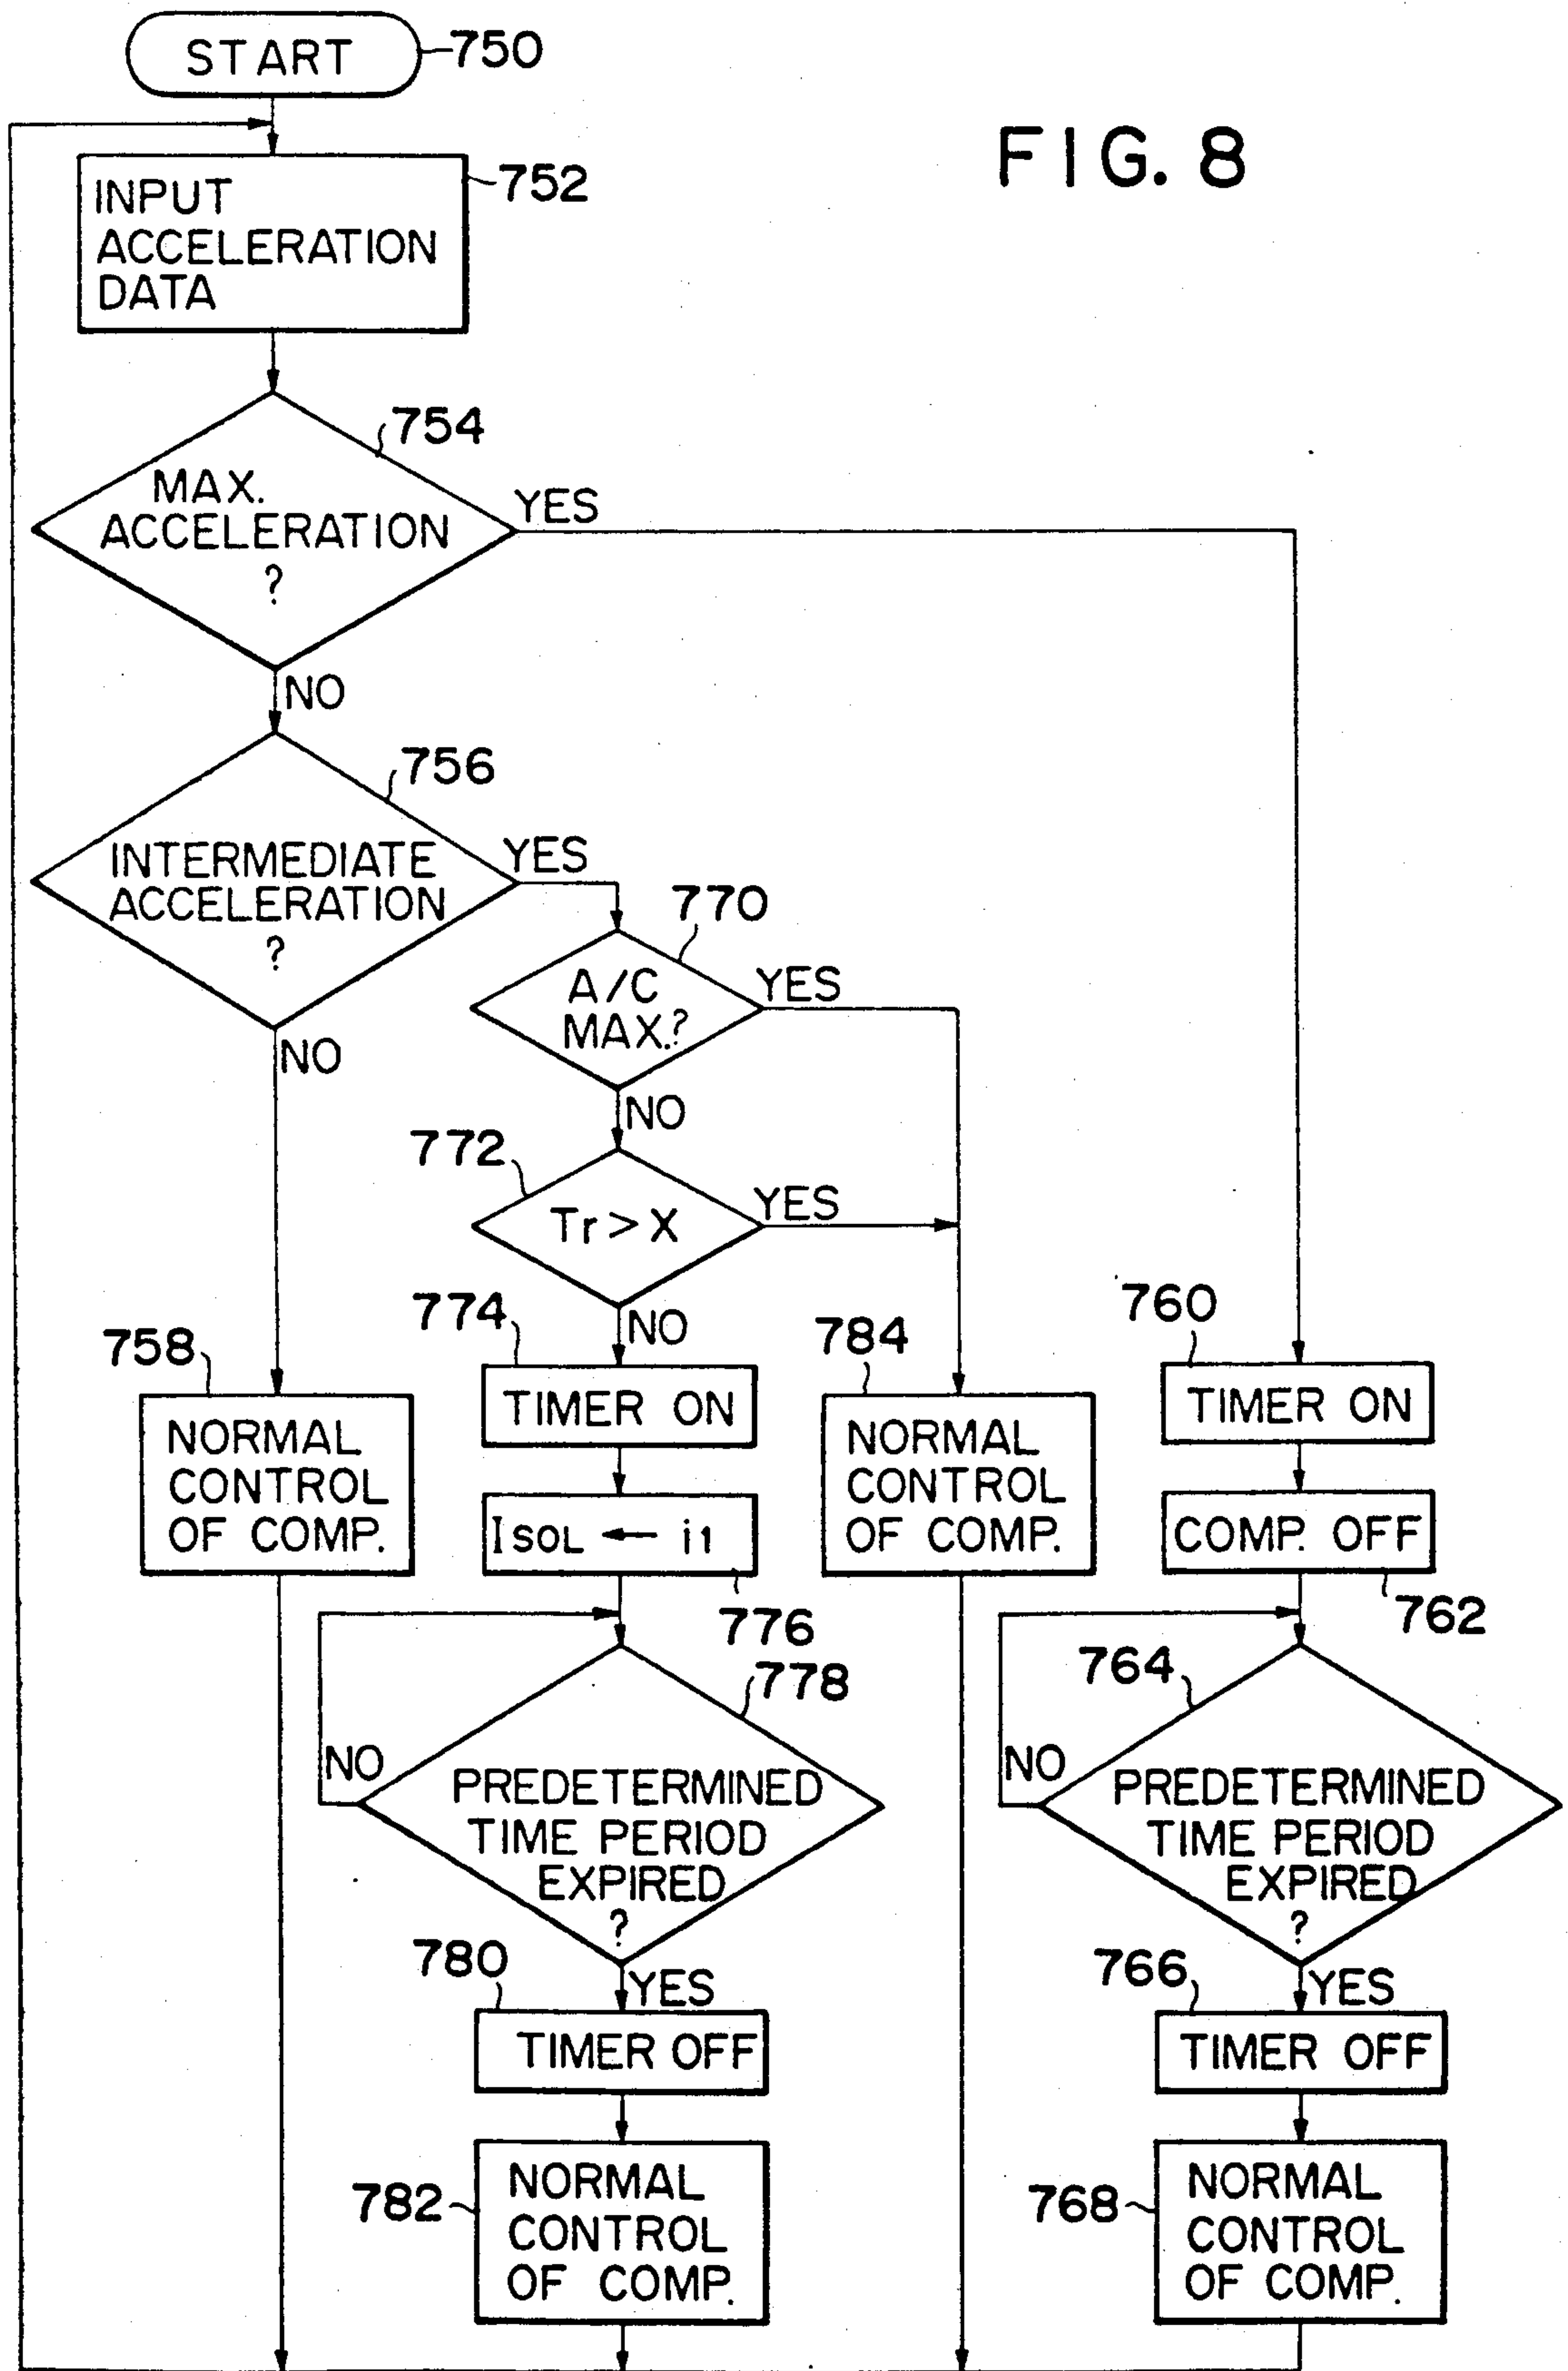 START
750
FIG. 8
INPUT
ACCELERATION
DATA
752
754
MAX.
ACCELERATION
?
YES
NO
756
INTERMEDIATE
ACCELERATION
?
YES
NO
770
A/C
MAX.?
YES
NO
772
Tr > X
YES
NO
758
NORMAL
CONTROL
OF COMP.
774
TIMER ON
ISOL ← i1
776
784
NORMAL
CONTROL
OF COMP.
760
TIMER ON
COMP. OFF
762
778
NO
PREDETERMINED
TIME PERIOD
EXPIRED
?
YES
764
NO
PREDETERMINED
TIME PERIOD
EXPIRED
?
YES
780
TIMER OFF
782
NORMAL
CONTROL
OF COMP.
766
TIMER OFF
768
NORMAL
CONTROL
OF COMP.